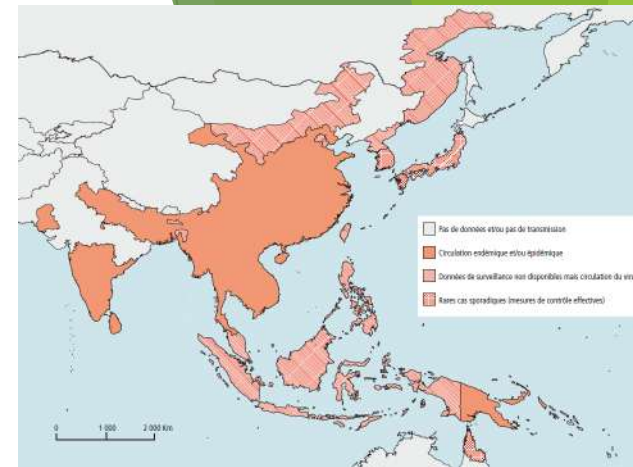 Pas de données et/ou pas de transmission
Circulation endémique et/ou épidémique
Données de surveillance non disponibles mais circulation du
Rares cas sporadiques (mesures de contrôle effectives)
0 1 000 2 000 Km